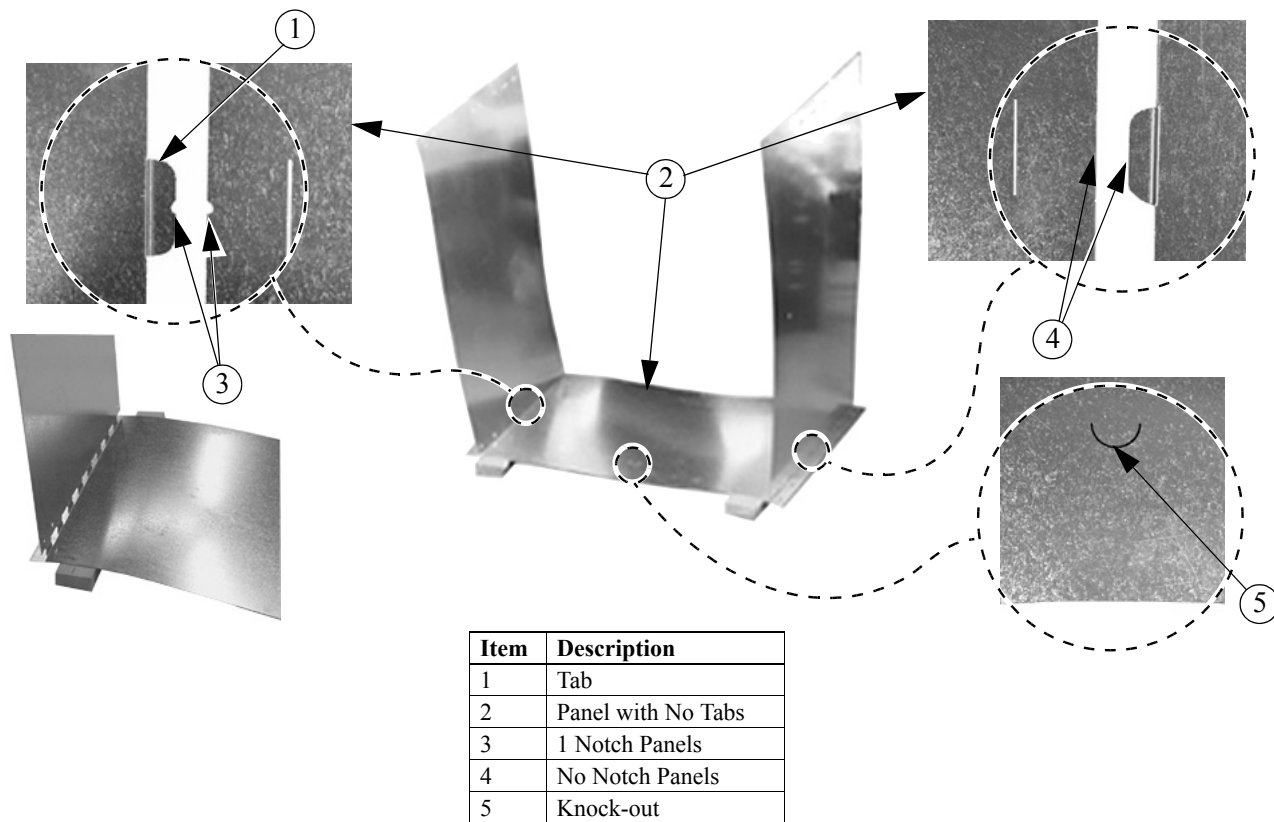 1
2
3
4
5
Item Description
1 Tab
2 Panel with No Tabs
3 1 Notch Panels
4 No Notch Panels
5 Knock-out